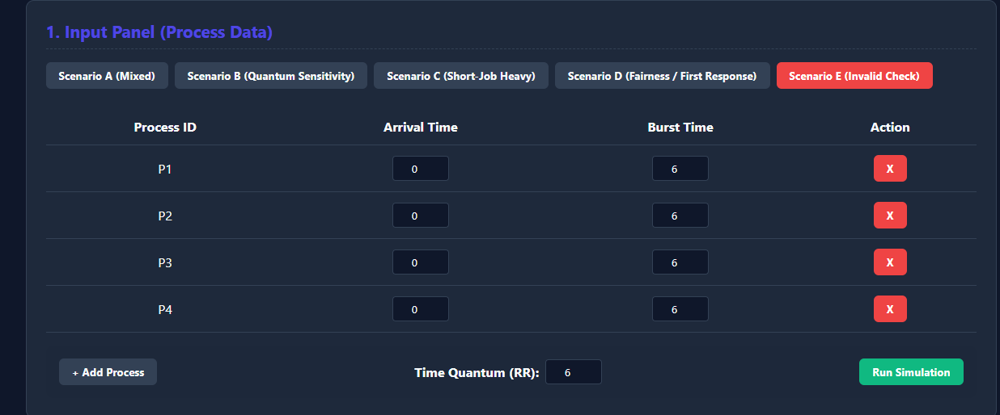 1. Input Panel (Process Data)
Scenario A (Mixed) Scenario B (Quantum Sensitivity) Scenario C (Short-Job Heavy) Scenario D (Fairness / First Response) Scenario E (Invalid Check)
Process ID Arrival Time Burst Time Action
P1 0 6 X
P2 0 6 X
P3 0 6 X
P4 0 6 X
+ Add Process Time Quantum (RR): 6 Run Simulation